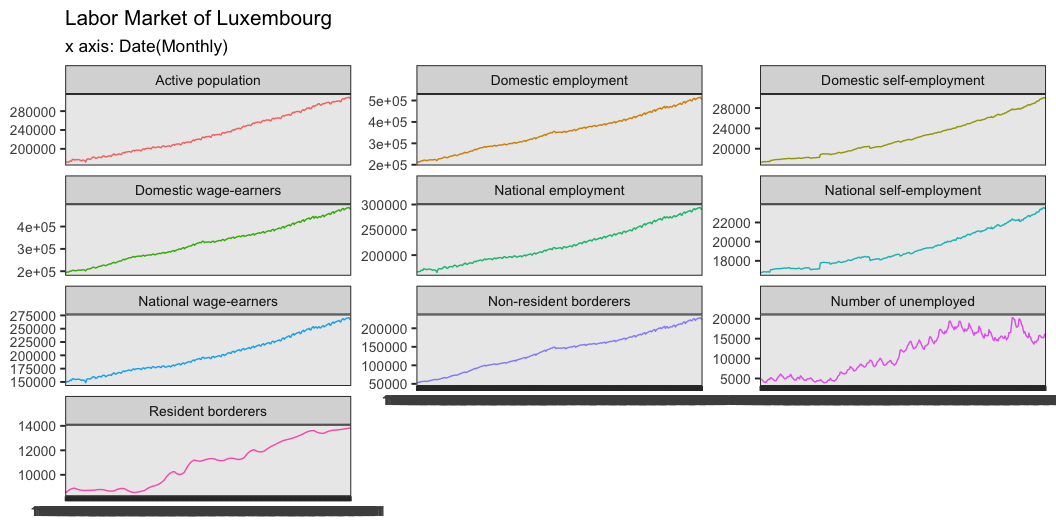 Labor Market of Luxembourg
x axis: Date(Monthly)
Active population
280000
240000
200000
Domestic employment
5e+05
4e+05
3e+05
2e+05
Domestic self-employment
28000
24000
20000
Domestic wage-earners
4e+05
3e+05
2e+05
National employment
300000
250000
200000
National self-employment
22000
20000
18000
National wage-earners
275000
250000
225000
200000
175000
150000
Non-resident borderers
200000
150000
100000
50000
Number of unemployed
20000
15000
10000
5000
Resident borderers
14000
12000
10000